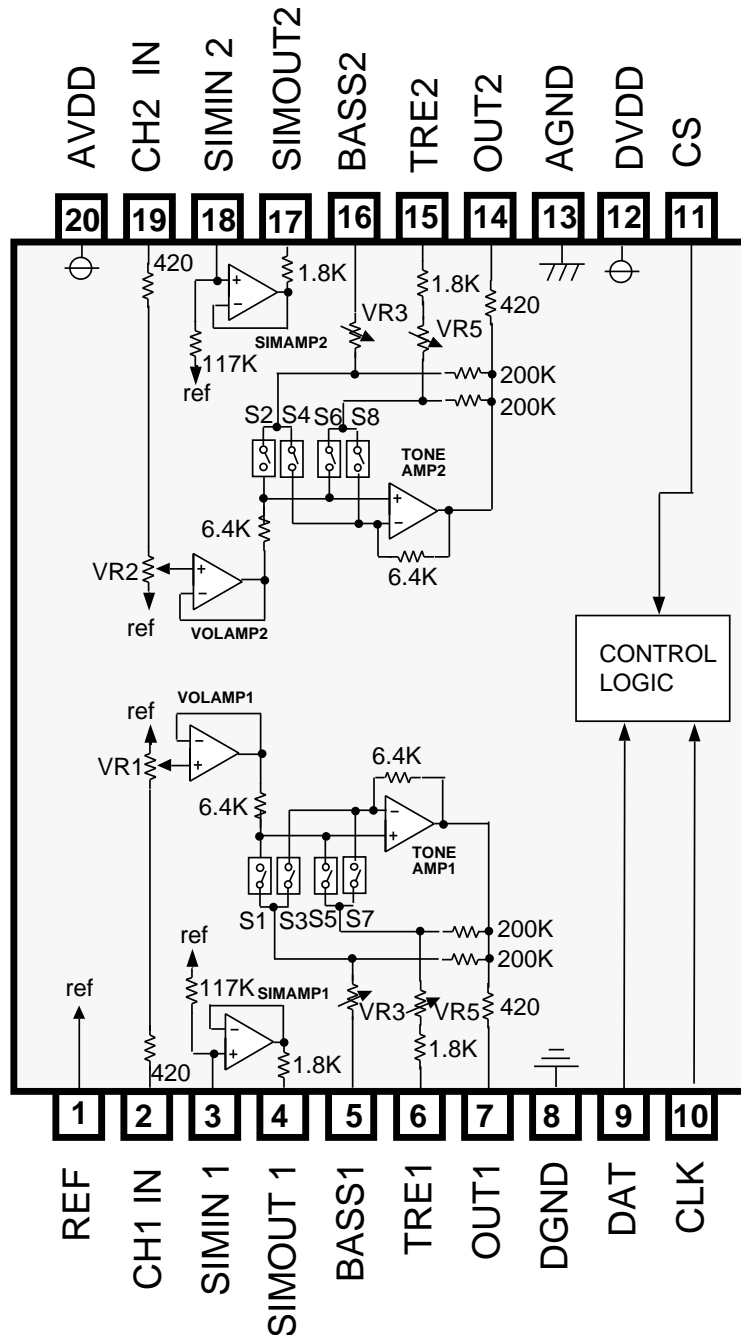 AVDD
CH2 IN
SIMIN 2
SIMOUT2
BASS2
TRE2
OUT2
AGND
DVDD
CS
20
19
18
17
16
15
14
13
12
11
420
1.8K
1.8K
420
VR3
VR5
SIMAMP2
117K
ref
200K
200K
S2 S4 S6 S8
TONE
AMP2
6.4K
6.4K
VR2
ref
VOLAMP2
CONTROL
LOGIC
VOLAMP1
ref
VR1
6.4K
6.4K
TONE
AMP1
S1 S3 S5 S7
200K
200K
ref
ref
117K
SIMAMP1
VR3
VR5
420
420
1.8K
1.8K
1
2
3
4
5
6
7
8
9
10
REF
CH1 IN
SIMIN 1
SIMOUT 1
BASS1
TRE1
OUT1
DGND
DAT
CLK